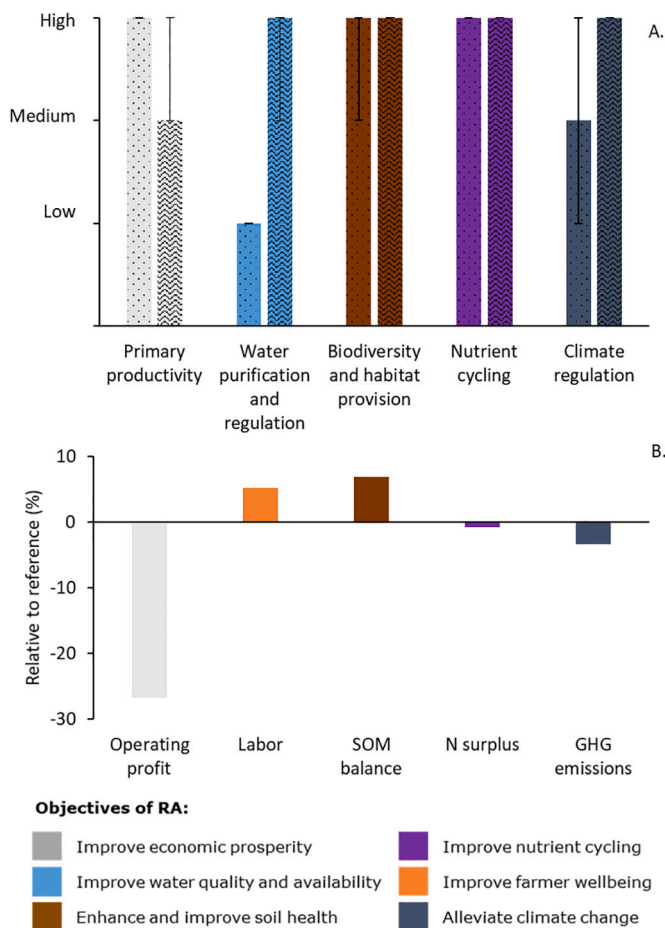 High
A.
Medium
Low
Primary
productivity
Water
purification
and
regulation
Biodiversity
and habitat
provision
Nutrient
cycling
Climate
regulation
B.
Relative to reference (%)
10
0
-10
-20
-30
Operating
profit
Labor
SOM
balance
N surplus
GHG
emissions
Objectives of RA:
Improve economic prosperity
Improve water quality and availability
Enhance and improve soil health
Improve nutrient cycling
Improve farmer wellbeing
Alleviate climate change